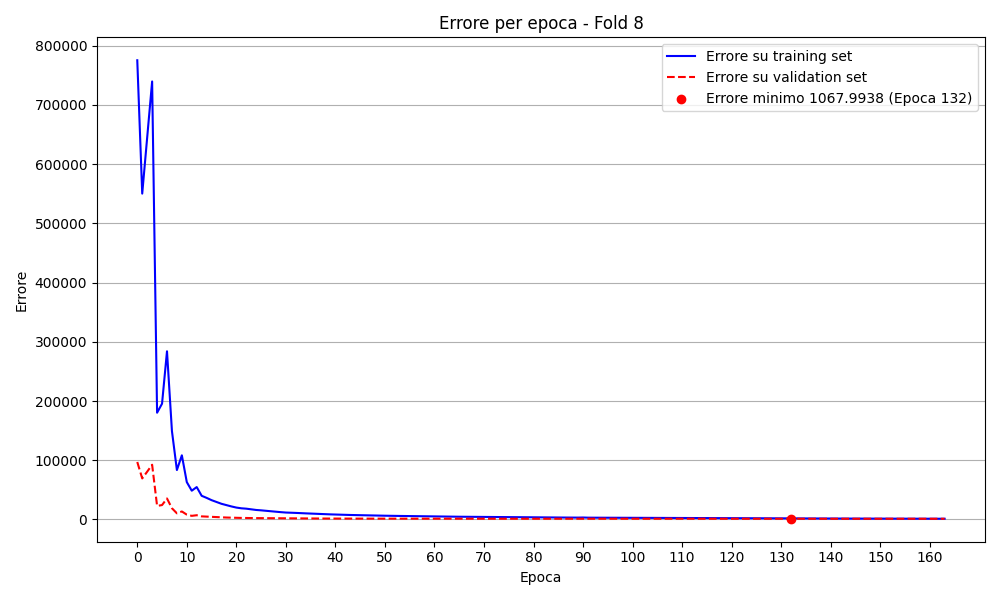 Errore per epoca - Fold 8
Errore su training set
Errore su validation set
Errore minimo 1067.9938 (Epoca 132)
Errore
800000
700000
600000
500000
400000
300000
200000
100000
0
0 10 20 30 40 50 60 70 80 90 100 110 120 130 140 150 160
Epoca